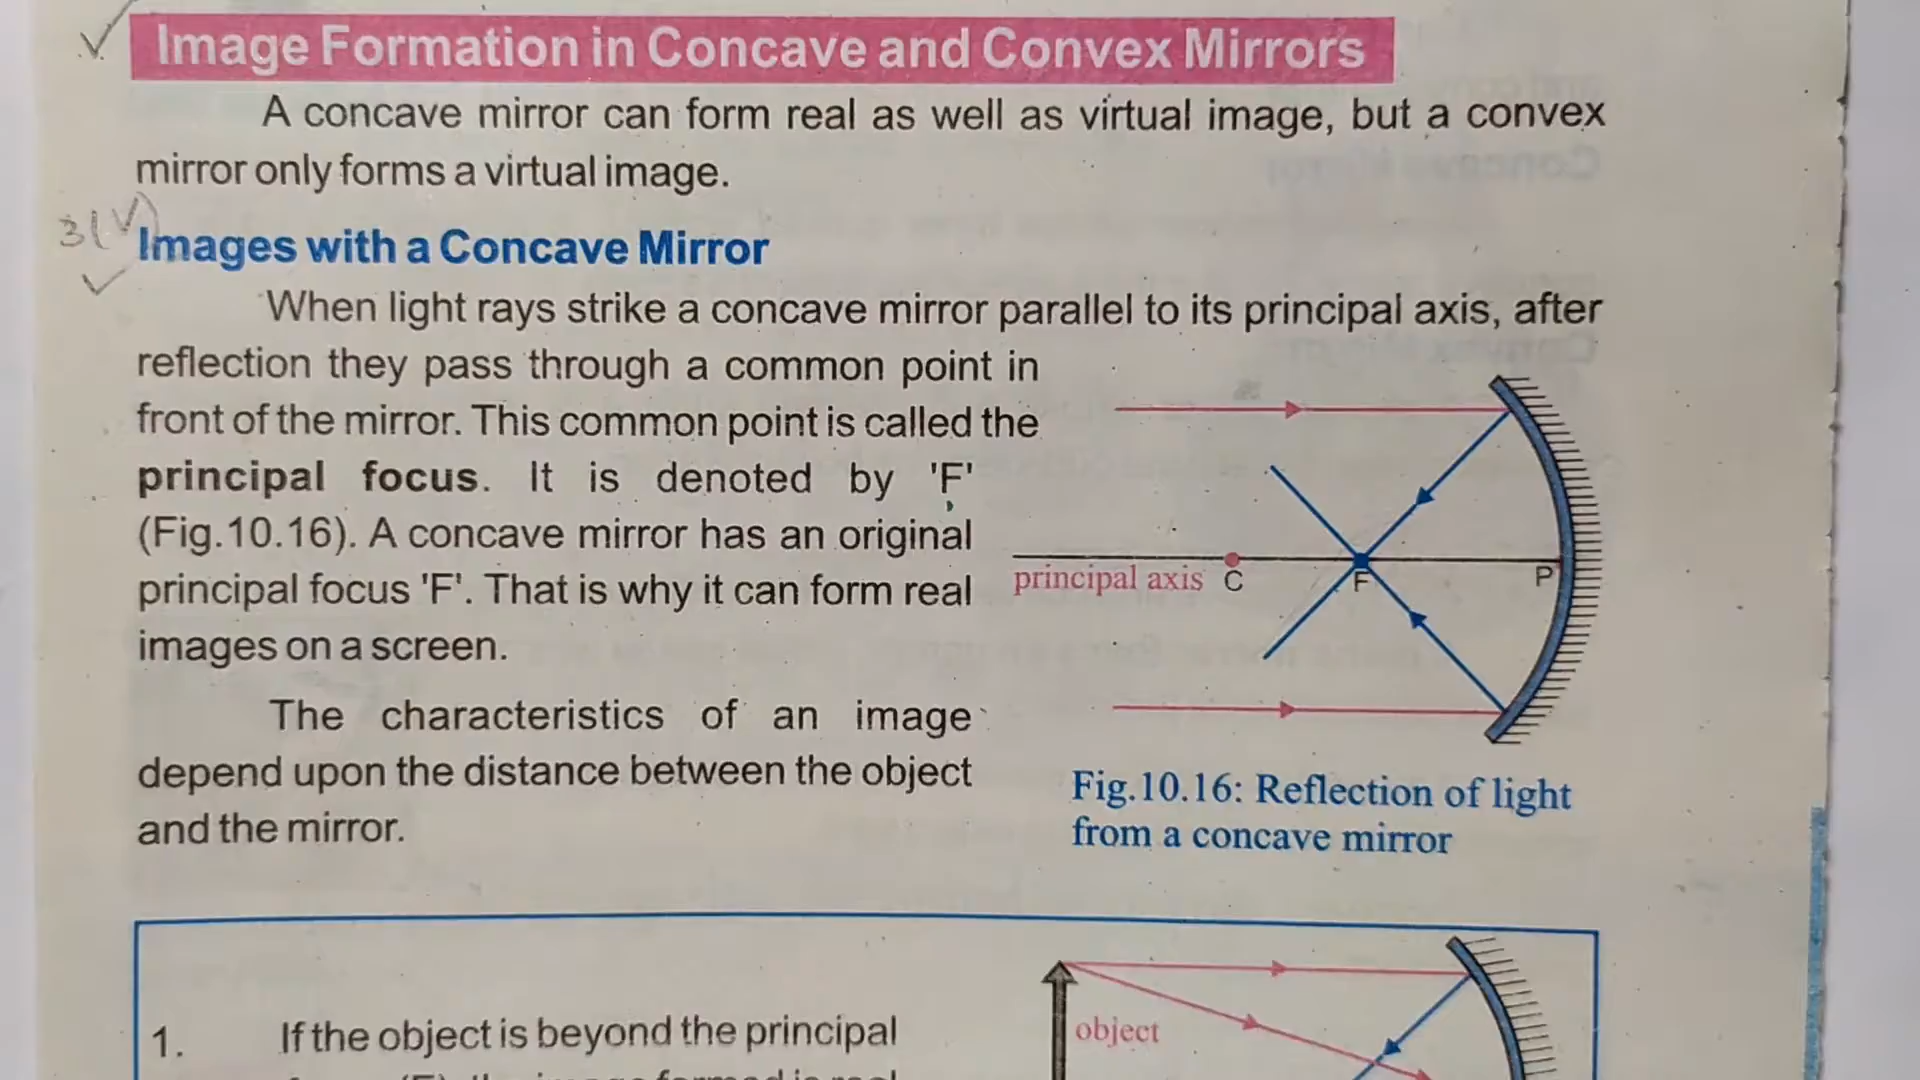 Image Formation in Concave and Convex Mirrors
A concave mirror can form real as well as virtual image, but a convex
mirror only forms a virtual image.
3(V)
Images with a Concave Mirror
When light rays strike a concave mirror parallel to its principal axis, after
reflection they pass through a common point in
front of the mirror. This common point is called the
principal focus. It is denoted by 'F'
(Fig.10.16). A concave mirror has an original
principal focus 'F'. That is why it can form real
images on a screen.
The characteristics of an image
depend upon the distance between the object
and the mirror.
principal axis C F P
Fig.10.16: Reflection of light
from a concave mirror
1. If the object is beyond the principal
object